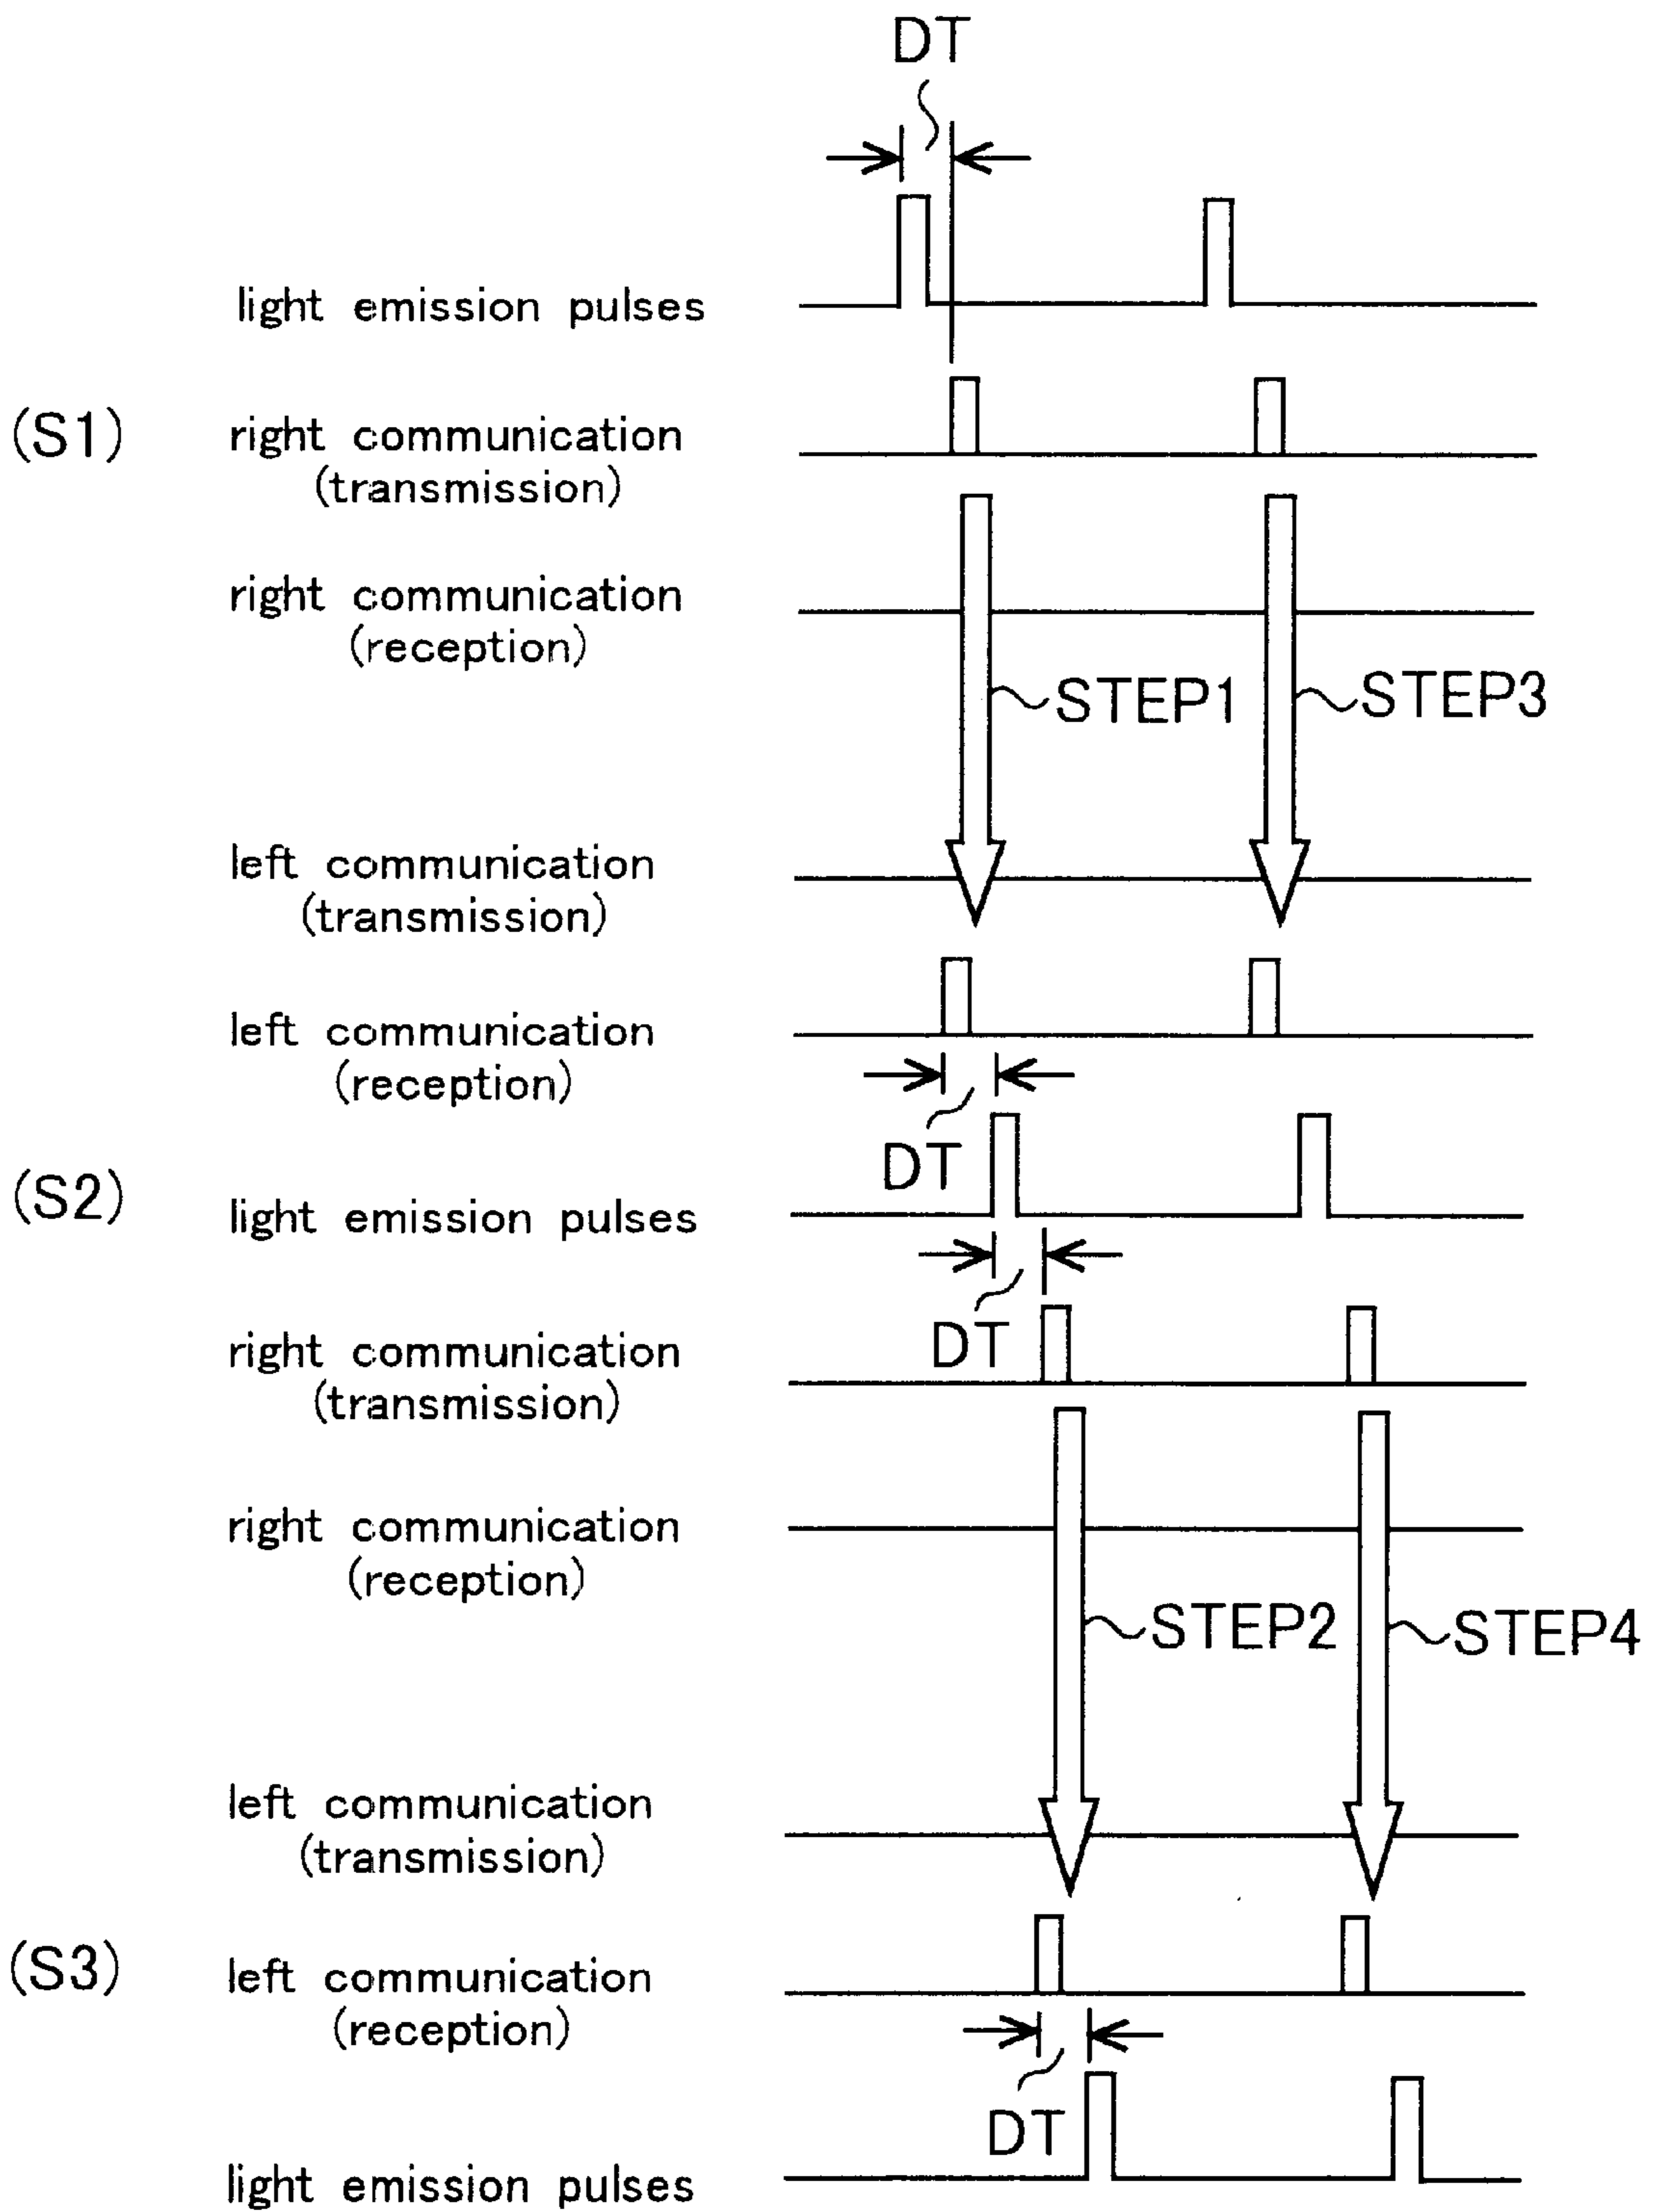 DT
light emission pulses
(S1)
right communication
(transmission)
right communication
(reception)
STEP1
STEP3
left communication
(transmission)
left communication
(reception)
DT
(S2)
light emission pulses
DT
right communication
(transmission)
right communication
(reception)
STEP2
STEP4
left communication
(transmission)
(S3)
left communication
(reception)
DT
light emission pulses